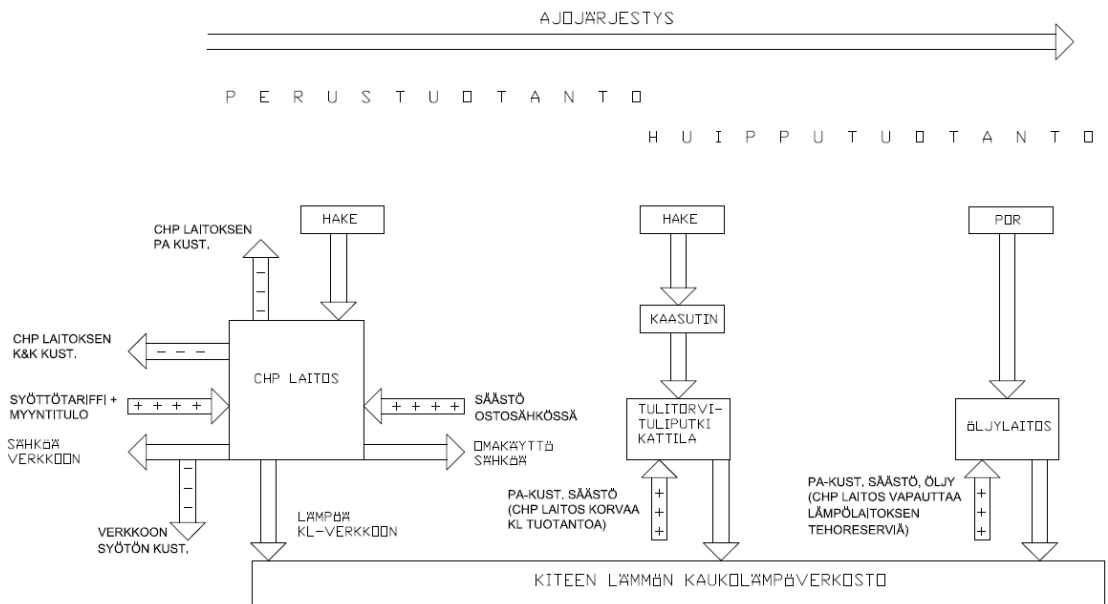 AJOJÄRJESTYS
PERUSTUOTANTO
HUIPPUTUOTANTO
HAKE
HAKE
POR
CHP LAITOKSEN
PA KUST.
KAASUTIN
CHP LAITOKSEN
K&K KUST.
CHP LAITOS
SYÖTTÖTARIFFI +
MYYNTITULO
SÄÄSTÖ
OSTOSÄHKÖSSÄ
TULITORVI-
TULIPUTKI
KATTILA
ÖLJYLAITOS
SÄHKÖÄ
VERKKOON
OMAKÄYTTÖ
SÄHKÖÄ
PA-KUST. SÄÄSTÖ
(CHP LAITOS KORVAA
KL TUOTANTOA)
PA-KUST, SÄÄSTÖ, ÖLJY
(CHP LAITOS VAPAUTTAA
LÄMPÖLAITOKSEN
TEHORESERVIÄ)
LÄMPÖÄ
KL-VERKKOON
VERKKOON
SYÖTÖN KUST.
KITEEN LÄMMÖN KAUKOLÄMPÖVERKOSTO